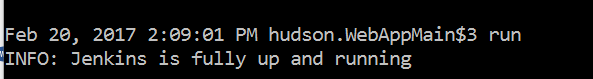 Feb 20, 2017 2:09:01 PM hudson.WebAppMain$3 run
INFO: Jenkins is fully up and running